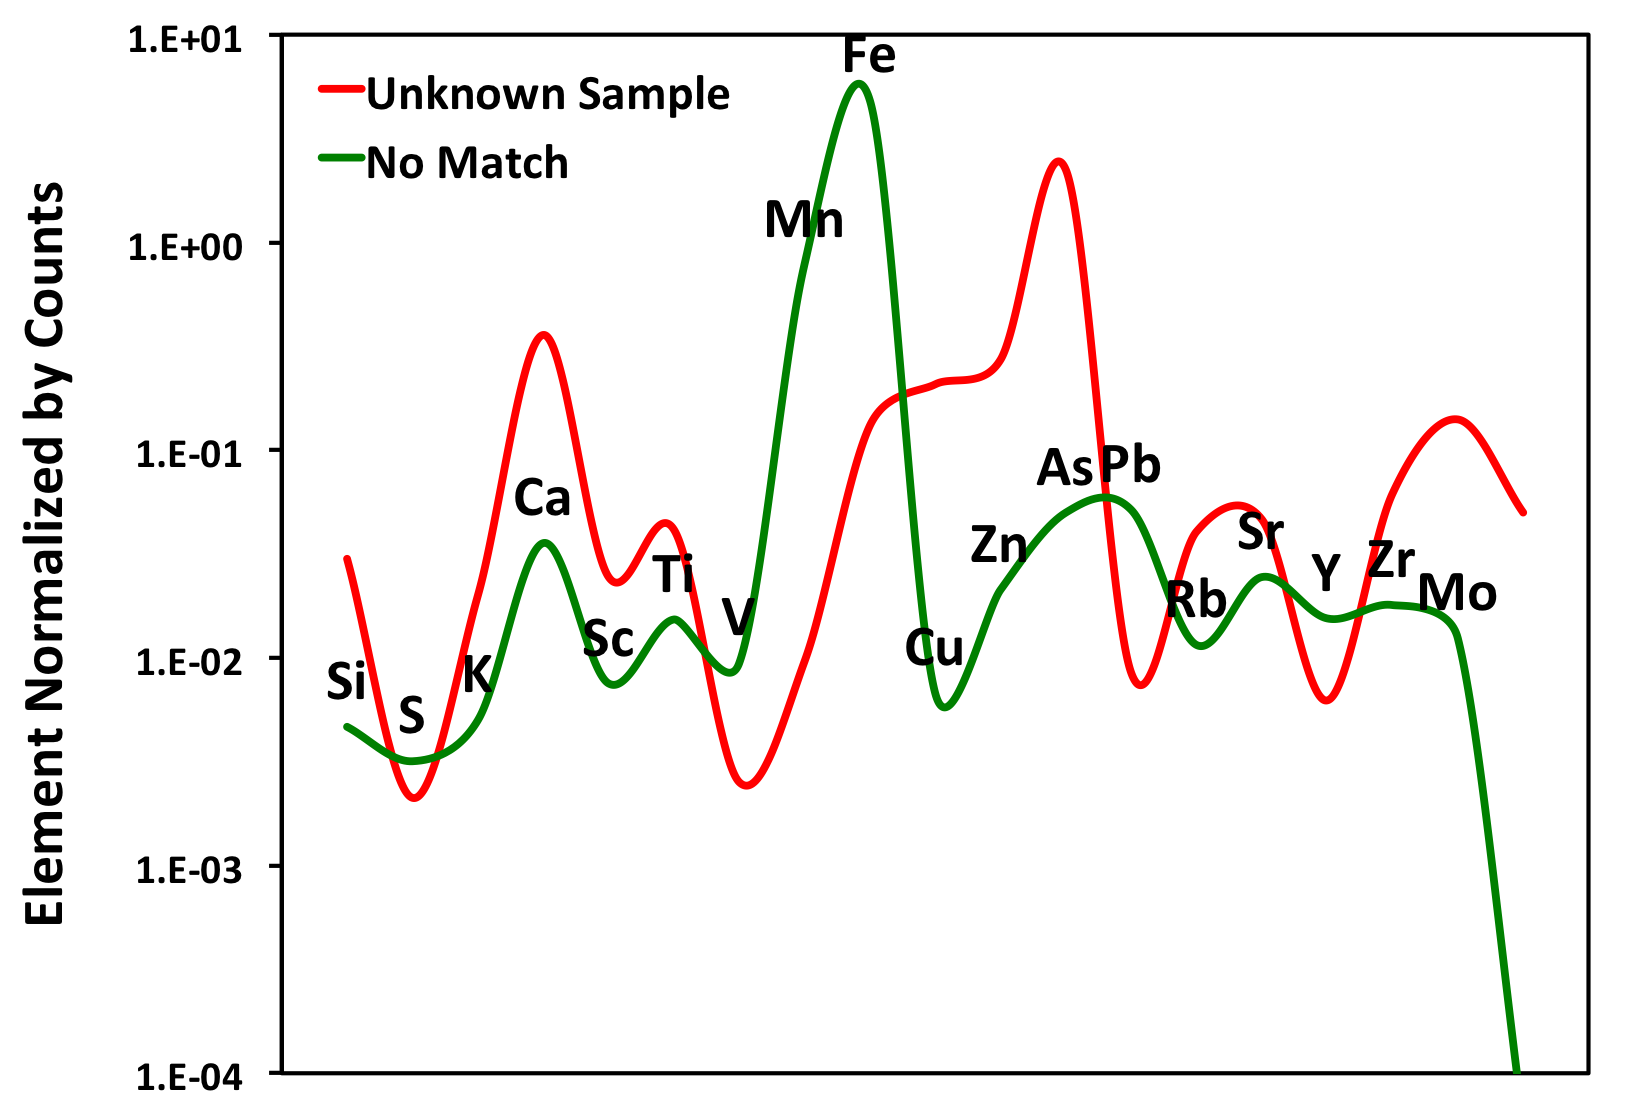 1.E+01
Fe
Unknown Sample
No Match
Mn
1.E+00
Element Normalized by Counts
1.E-01
As Pb
Ca
Zn
Sr
Ti
Y
Zr
Rb
Mo
V
Sc
Cu
1.E-02
Si
K
S
1.E-03
1.E-04